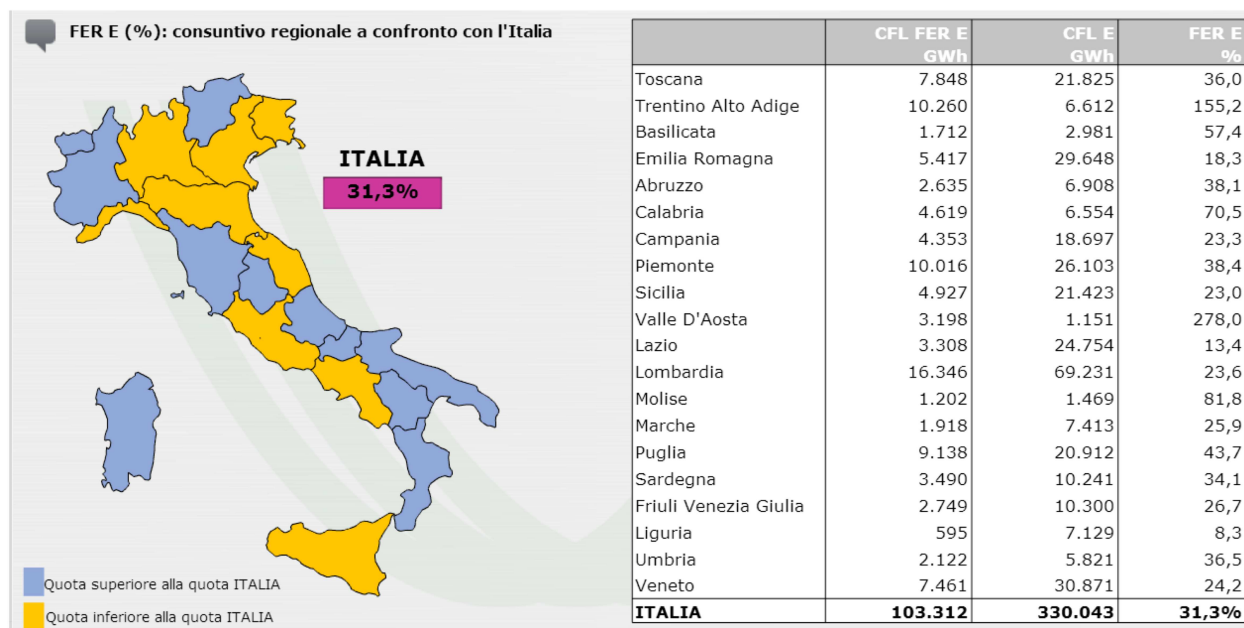 FER E (%): consuntivo regionale a confronto con l'Italia
ITALIA
31,3%
Quota superiore alla quota ITALIA
Quota inferiore alla quota ITALIA
CFL FER E GWh CFL E GWh FER E %
Toscana 7.848 21.825 36,0
Trentino Alto Adige 10.260 6.612 155,2
Basilicata 1.712 2.981 57,4
Emilia Romagna 5.417 29.648 18,3
Abruzzo 2.635 6.908 38,1
Calabria 4.619 6.554 70,5
Campania 4.353 18.697 23,3
Piemonte 10.016 26.103 38,4
Sicilia 4.927 21.423 23,0
Valle D'Aosta 3.198 1.151 278,0
Lazio 3.308 24.754 13,4
Lombardia 16.346 69.231 23,6
Molise 1.202 1.469 81,8
Marche 1.918 7.413 25,9
Puglia 9.138 20.912 43,7
Sardegna 3.490 10.241 34,1
Friuli Venezia Giulia 2.749 10.300 26,7
Liguria 595 7.129 8,3
Umbria 2.122 5.821 36,5
Veneto 7.461 30.871 24,2
ITALIA 103.312 330.043 31,3%